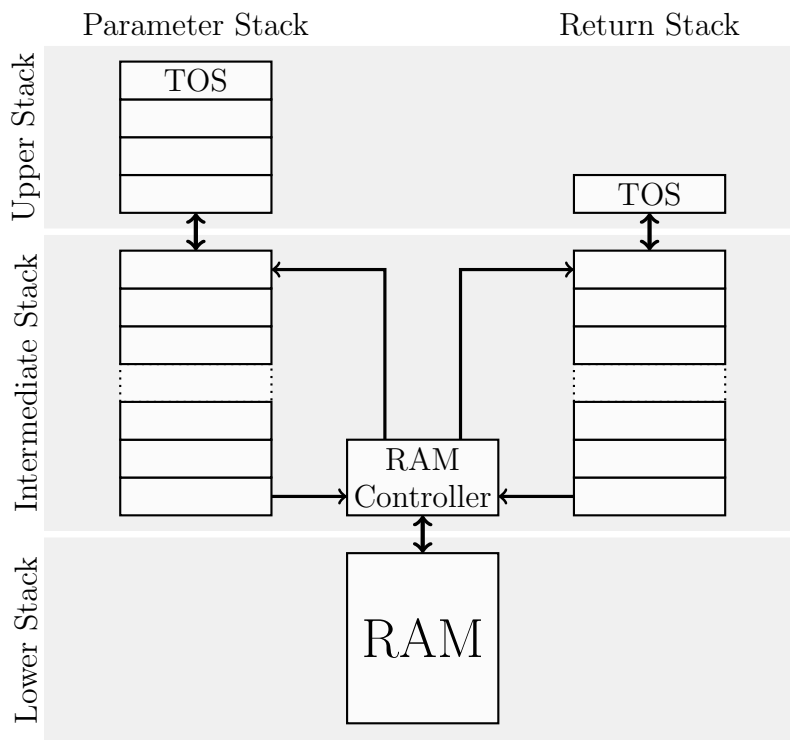 Parameter Stack
Return Stack
Upper Stack
TOS
TOS
Intermediate Stack
RAM
Controller
Lower Stack
RAM